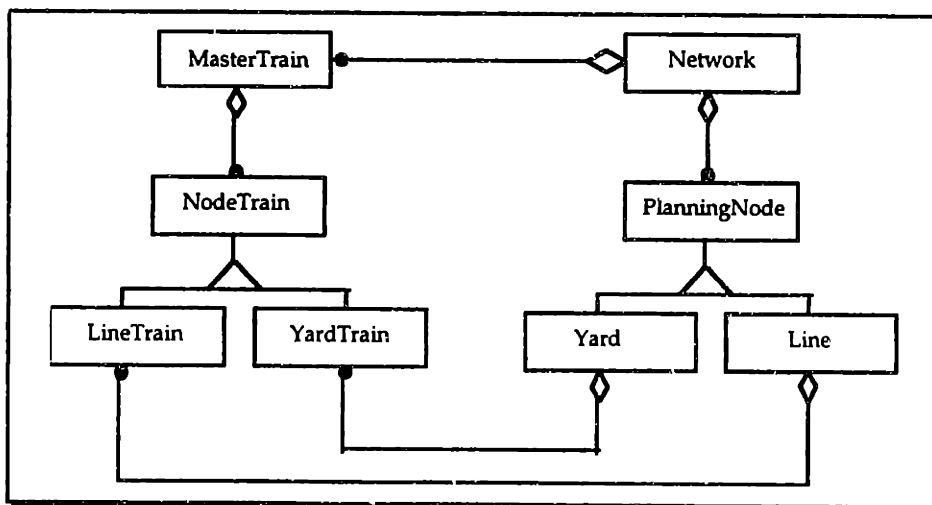 MasterTrain
Network
NodeTrain
PlanningNode
LineTrain
YardTrain
Yard
Line